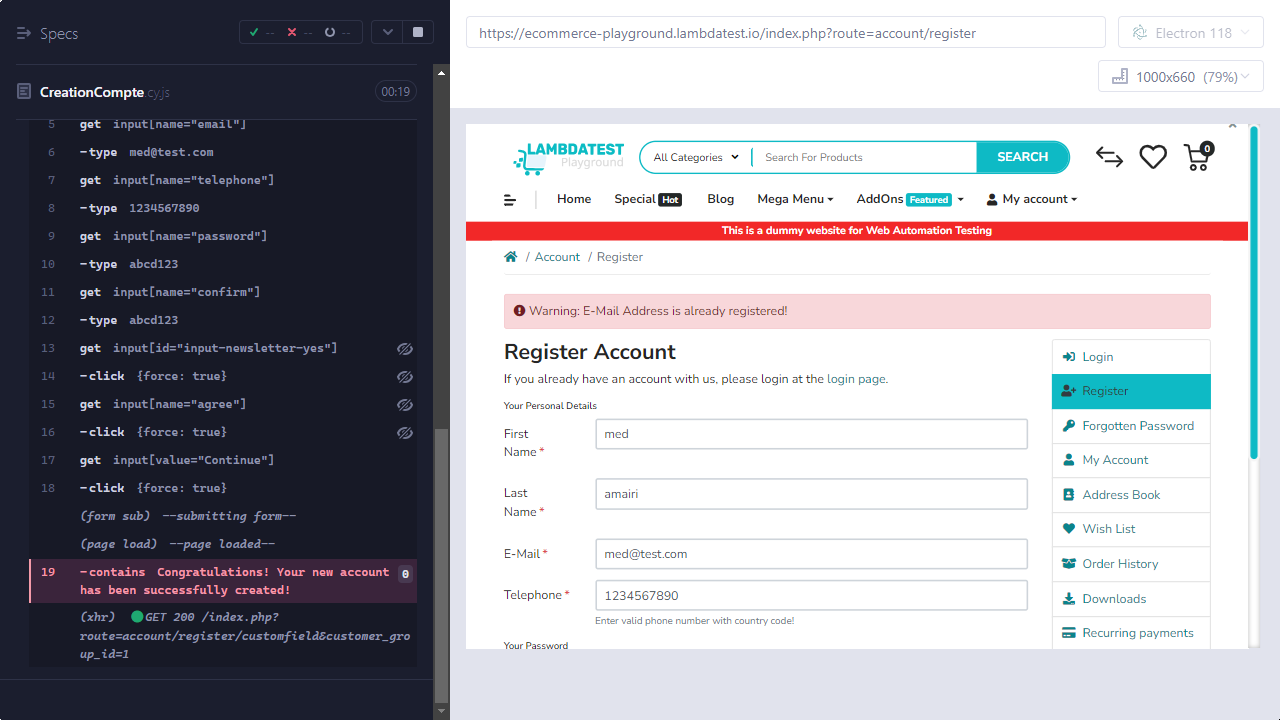 Specs
--
--
--
CreationCompte.cy.js
00:19
5 get input[name="email"]
6 -type med@test.com
7 get input[name="telephone"]
8 -type 1234567890
9 get input[name="password"]
10 -type abcd123
11 get input[name="confirm"]
12 -type abcd123
13 get input[id="input-newsletter-yes"]
14 -click {force: true}
15 get input[name="agree"]
16 -click {force: true}
17 get input[value="Continue"]
18 -click {force: true}
(form sub) --submitting form--
(page load) --page loaded--
19 -contains Congratulations! Your new account 0
has been successfully created!
(xhr) GET 200 /index.php?
route=account/register/customfield&customer_gro
up_id=1
https://ecommerce-playground.lambdatest.io/index.php?route=account/register
Electron 118
1000x660 (79%)
LAMBDATEST
Playground
All Categories
Search For Products
SEARCH
0
Home
Special Hot
Blog
Mega Menu
AddOns Featured
My account
This is a dummy website for Web Automation Testing
/ Account / Register
Warning: E-Mail Address is already registered!
Register Account
If you already have an account with us, please login at the login page.
Your Personal Details
First
Name *
med
Last
Name *
amairi
E-Mail *
med@test.com
Telephone *
1234567890
Enter valid phone number with country code!
Your Password
Login
Register
Forgotten Password
My Account
Address Book
Wish List
Order History
Downloads
Recurring payments